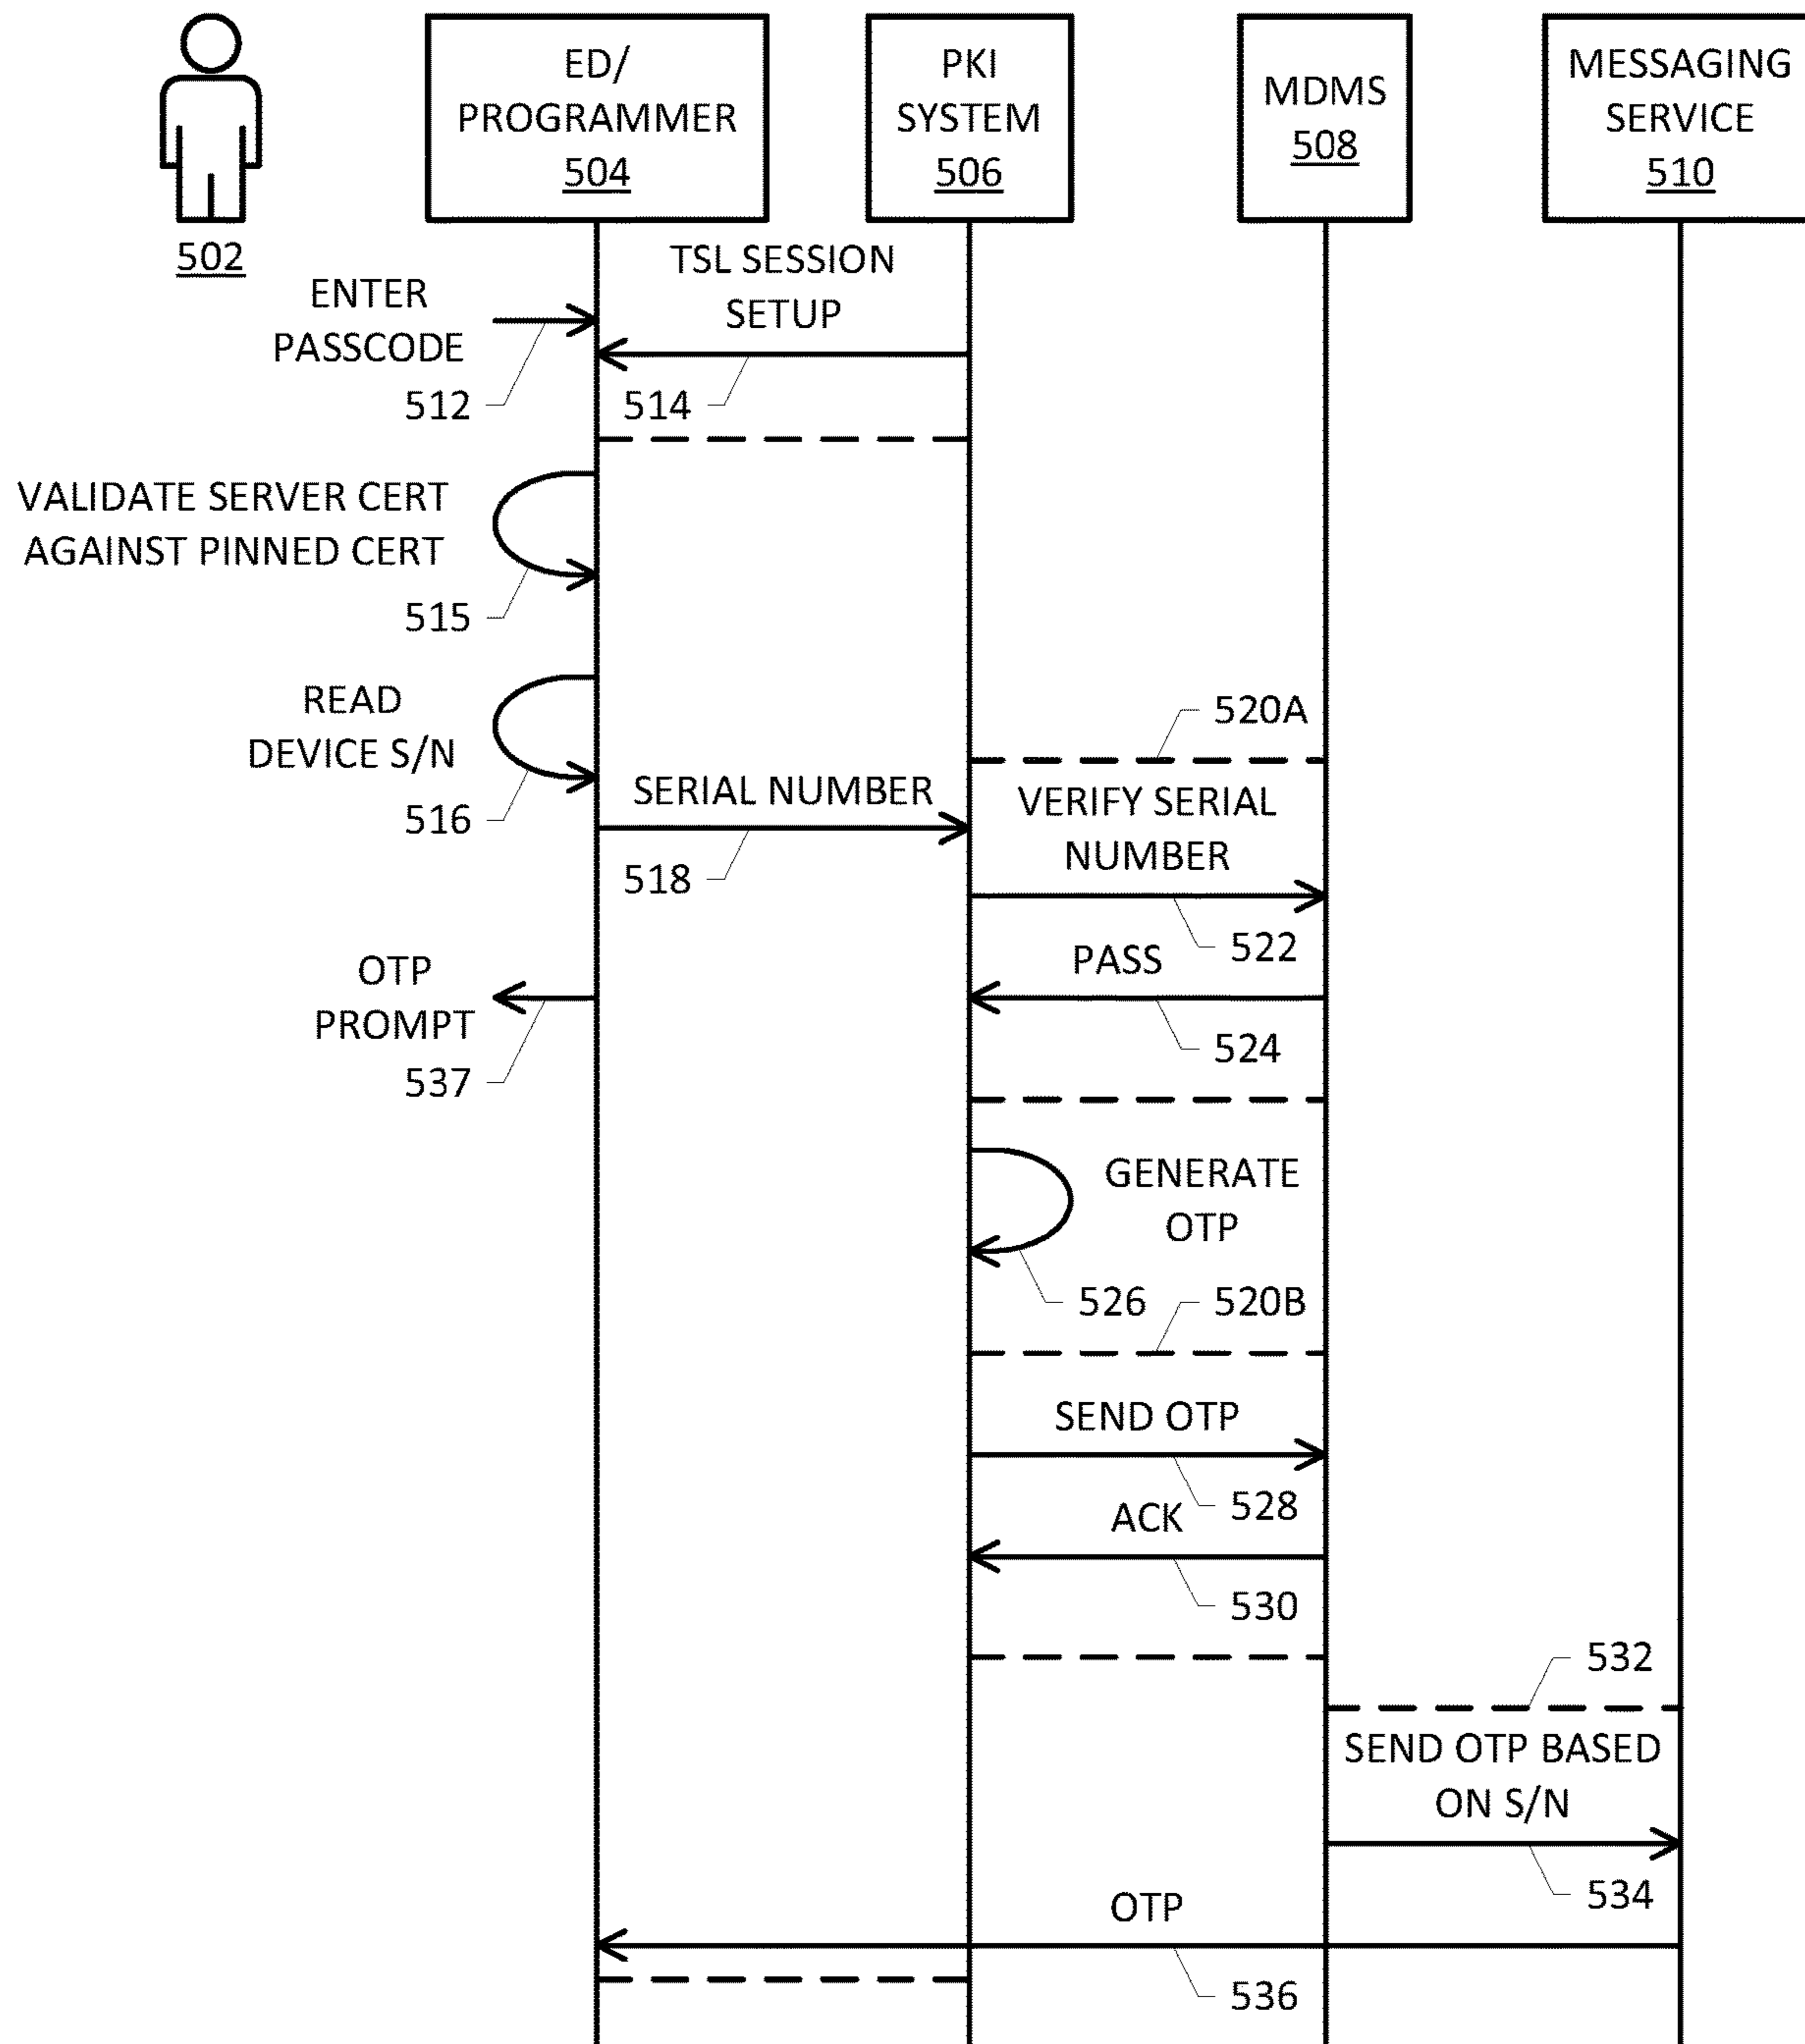 ED/
PROGRAMMER
504
PKI
SYSTEM
506
MDMS
508
MESSAGING
SERVICE
510
502
TSL SESSION
SETUP
ENTER
PASSCODE
512
514
VALIDATE SERVER CERT
AGAINST PINNED CERT
515
READ
DEVICE S/N
516
520A
SERIAL NUMBER
518
VERIFY SERIAL
NUMBER
522
PASS
524
OTP
PROMPT
537
GENERATE
OTP
526
520B
SEND OTP
528
ACK
530
532
SEND OTP BASED
ON S/N
534
OTP
536